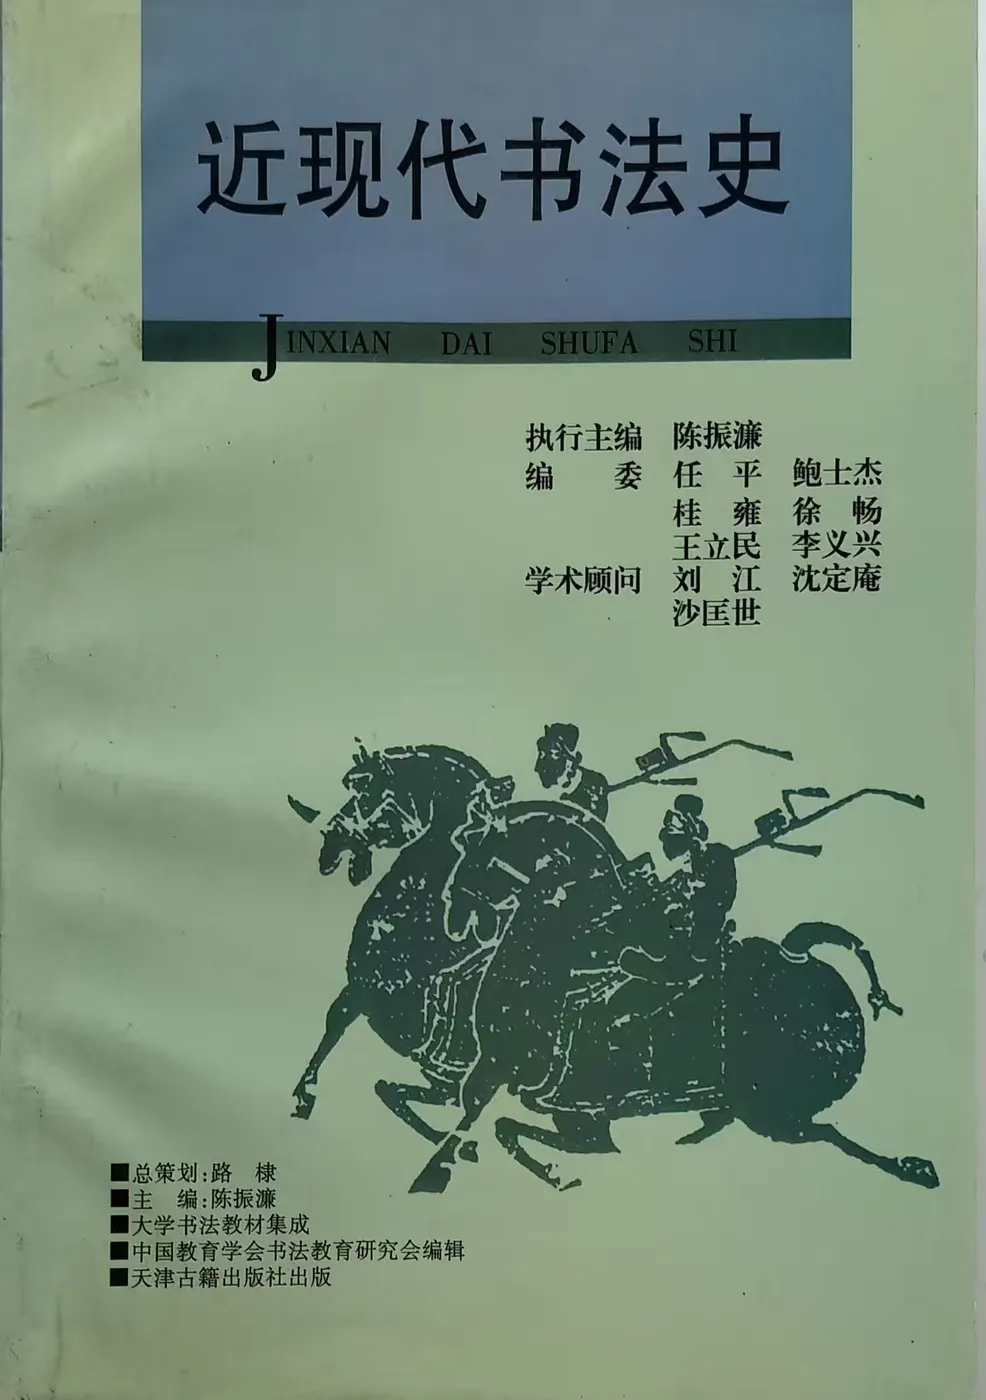 近现代书法史
JINXIAN DAI SHUFA SHI
执行主编 陈振濂
编 委 任 平 鲍士杰
桂 雍 徐 畅
王立民 李义兴
学术顾问 刘 江 沈定庵
沙匡世
■总策划:路 棣
■主 编:陈振濂
■大学书法教材集成
■中国教育学会书法教育研究会编辑
■天津古籍出版社出版